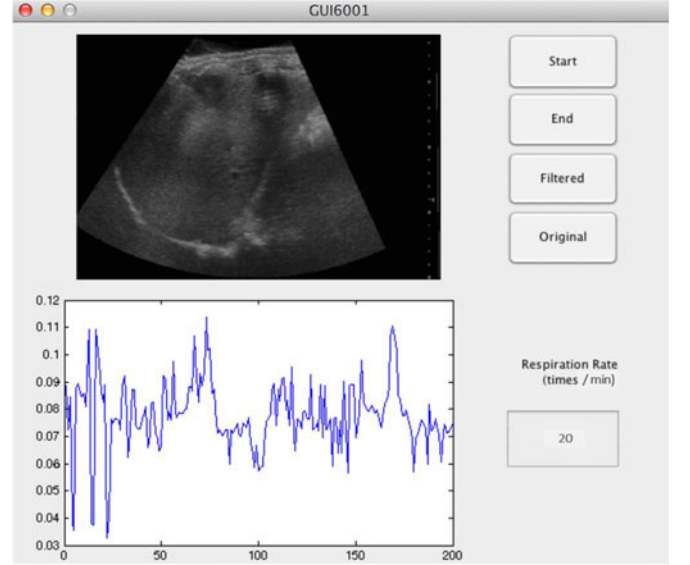 GUI6001
Start
End
Filtered
Original
0.12
0.11
0.1
0.09
0.08
0.07
0.06
0.05
0.04
0.03
0
50
100
150
200
Respiration Rate
(times / min)
20